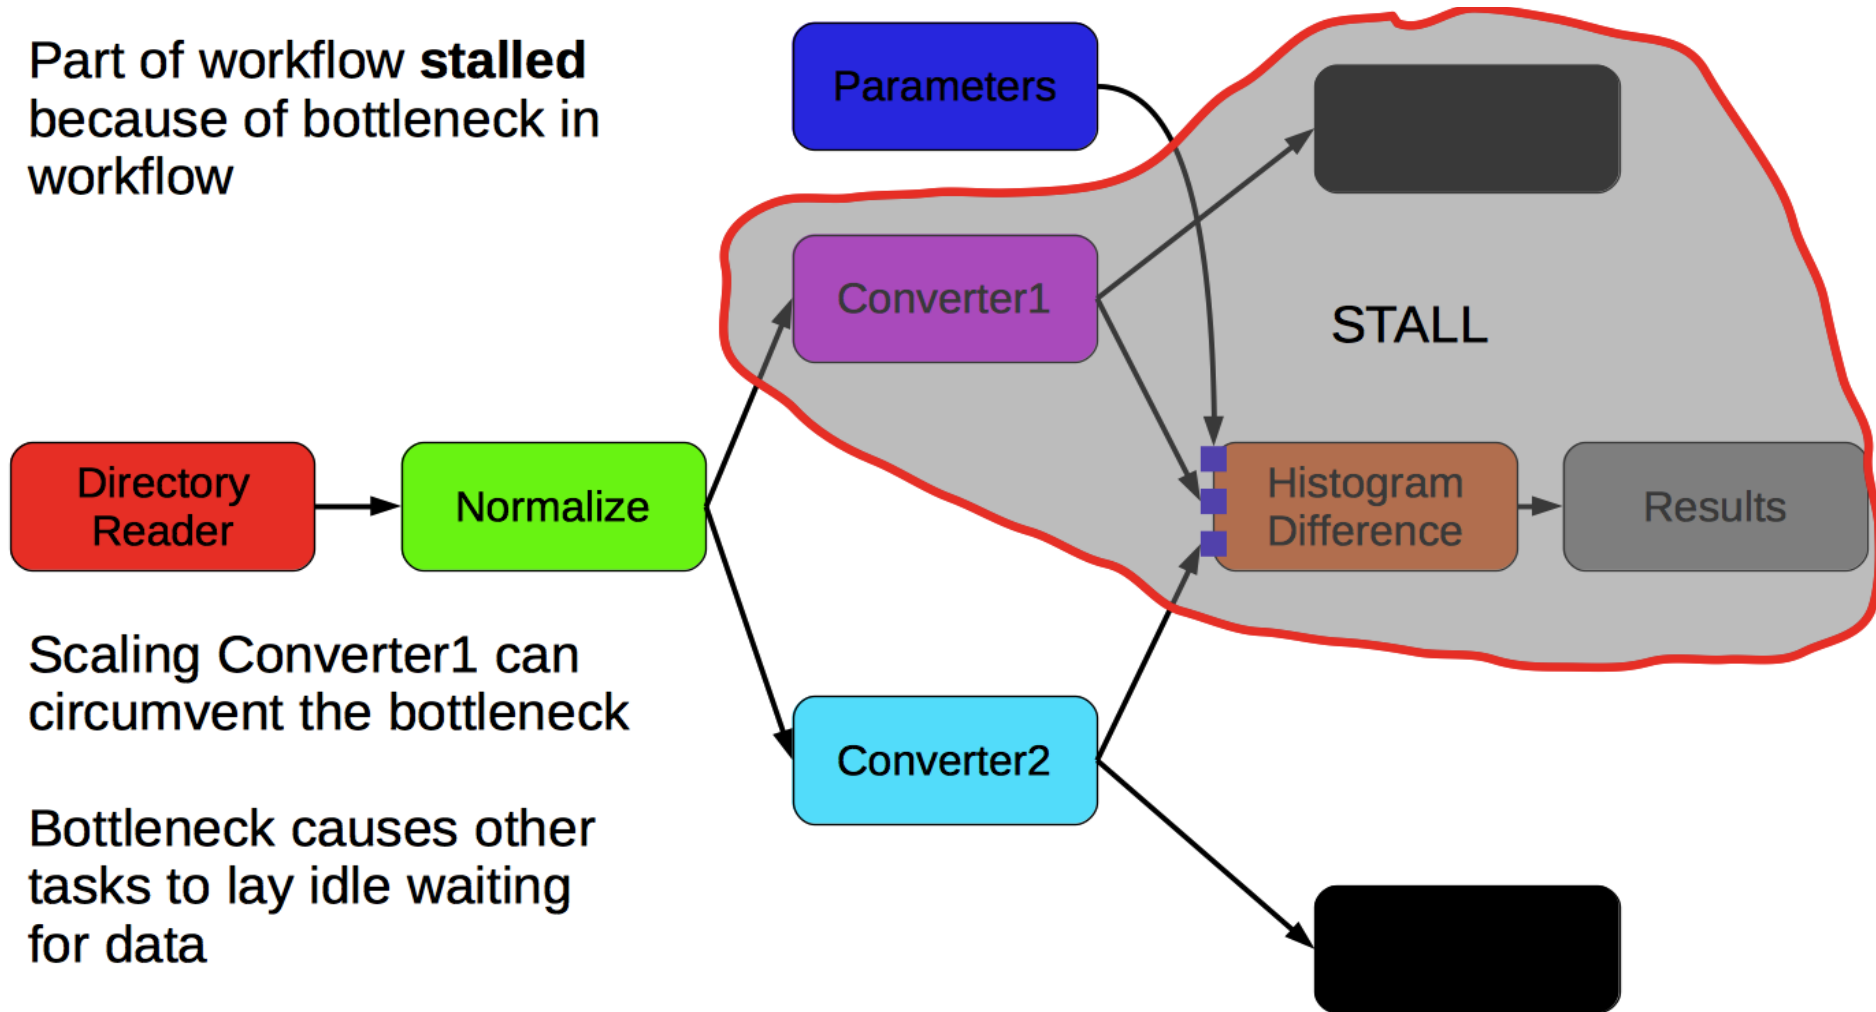 Part of workflow stalled
because of bottleneck in
workflow
Parameters
Converter1
STALL
Directory
Reader
Normalize
Histogram
Difference
Results
Scaling Converter1 can
circumvent the bottleneck
Converter2
Bottleneck causes other
tasks to lay idle waiting
for data